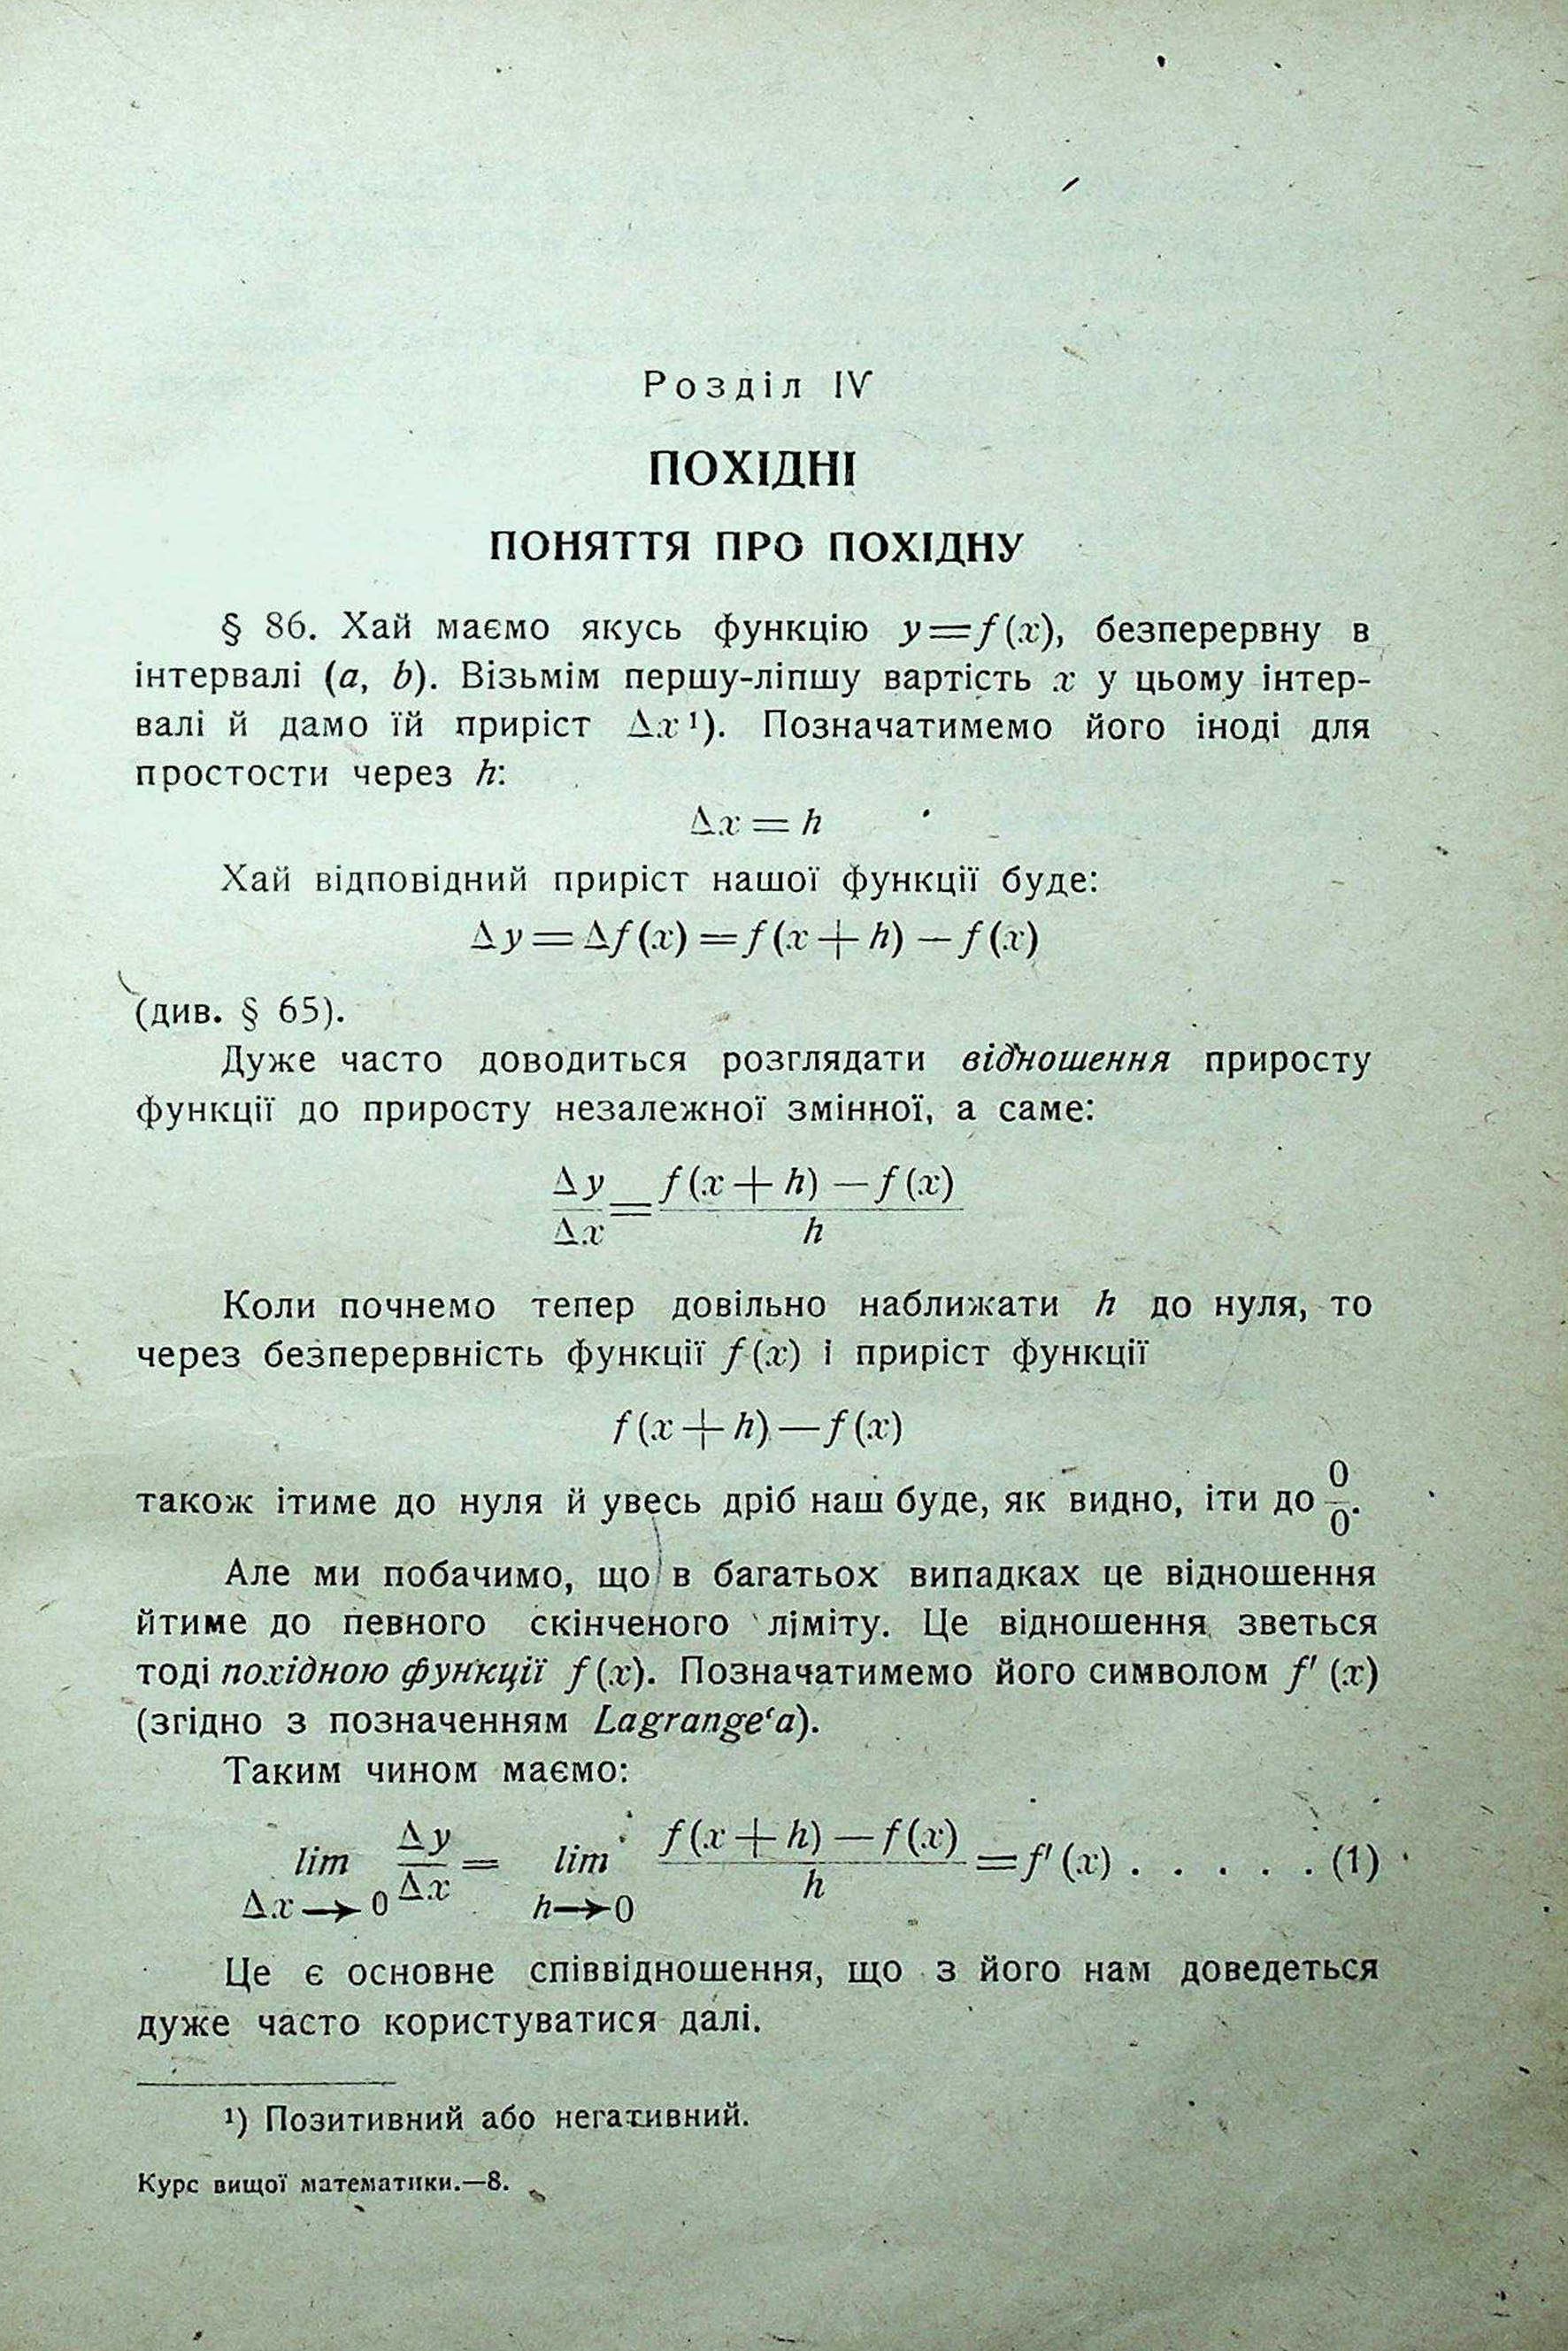 Розділ IV
ПОХІДНІ
ПОНЯТТЯ ПРО ПОХІДНУ
§ 86. Хай маємо якусь функцію y=f(x), безперервну в
інтервалі (a, b). Візьмім першу-ліпшу вартість x у цьому інтер-
валі й дамо їй приріст Δx¹). Позначатимемо його іноді для
простости через h:
Δx = h
Хай відповідний приріст нашої функції буде:
Δy = Δf(x) = f(x + h) — f(x)
(див. § 65).
Дуже часто доводиться розглядати відношення приросту
функції до приросту незалежної змінної, а саме:
Δy/Δx = (f(x + h) — f(x))/h
Коли почнемо тепер довільно наближати h до нуля, то
через безперервність функції f(x) і приріст функції
f(x + h) — f(x)
також ітиме до нуля й увесь дріб наш буде, як видно, іти до 0/0.
Але ми побачимо, що в багатьох випадках це відношення
йтиме до певного скінченого ліміту. Це відношення зветься
тоді похідною функції f(x). Позначатимемо його символом f′ (x)
(згідно з позначенням Lagrange‘a).
Таким чином маємо:
lim Δx→0 Δy/Δx = lim h→0 (f(x + h) — f(x))/h = f′(x) . . . . . . (1)
Це є основне співвідношення, що з його нам доведеться
дуже часто користуватися далі.
¹) Позитивний або негативний.
Курс вищої математики.—8.